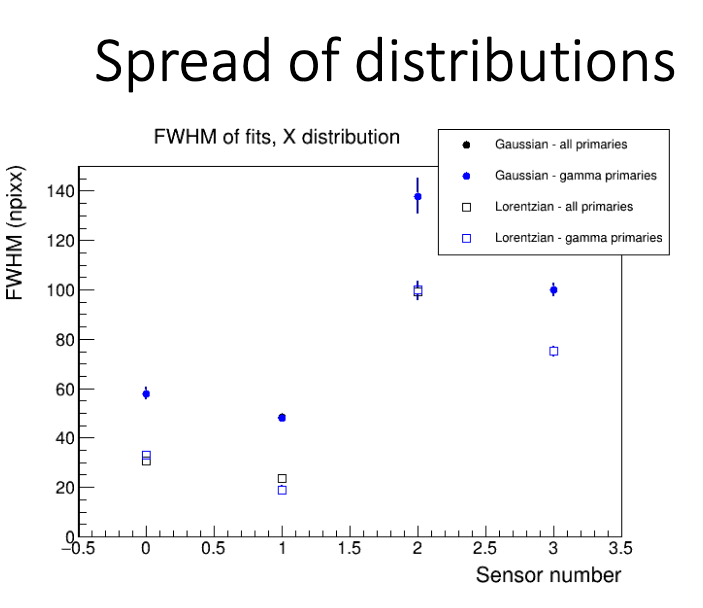 Spread of distributions
FWHM of fits, X distribution
Gaussian - all primaries
Gaussian - gamma primaries
Lorentzian - all primaries
Lorentzian - gamma primaries
FWHM (npixx)
140
120
100
80
60
40
20
0
−0.5 0 0.5 1 1.5 2 2.5 3 3.5
Sensor number